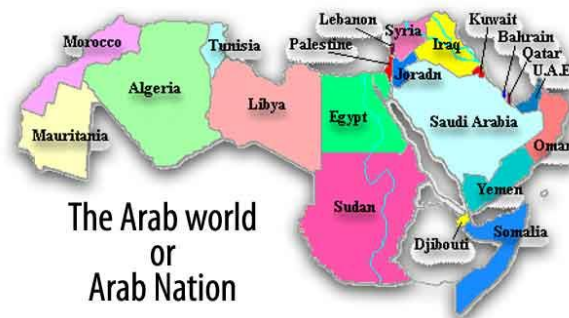 Lebanon
Syria
Kuwait
Morocco
Tunisia
Palestine
Iraq
Bahrain
Qatar
U.A.E
Algeria
Joradn
Libya
Egypt
Saudi Arabia
Mauritania
Oman
Yemen
Sudan
Somalia
Djibouti
The Arab world
or
Arab Nation